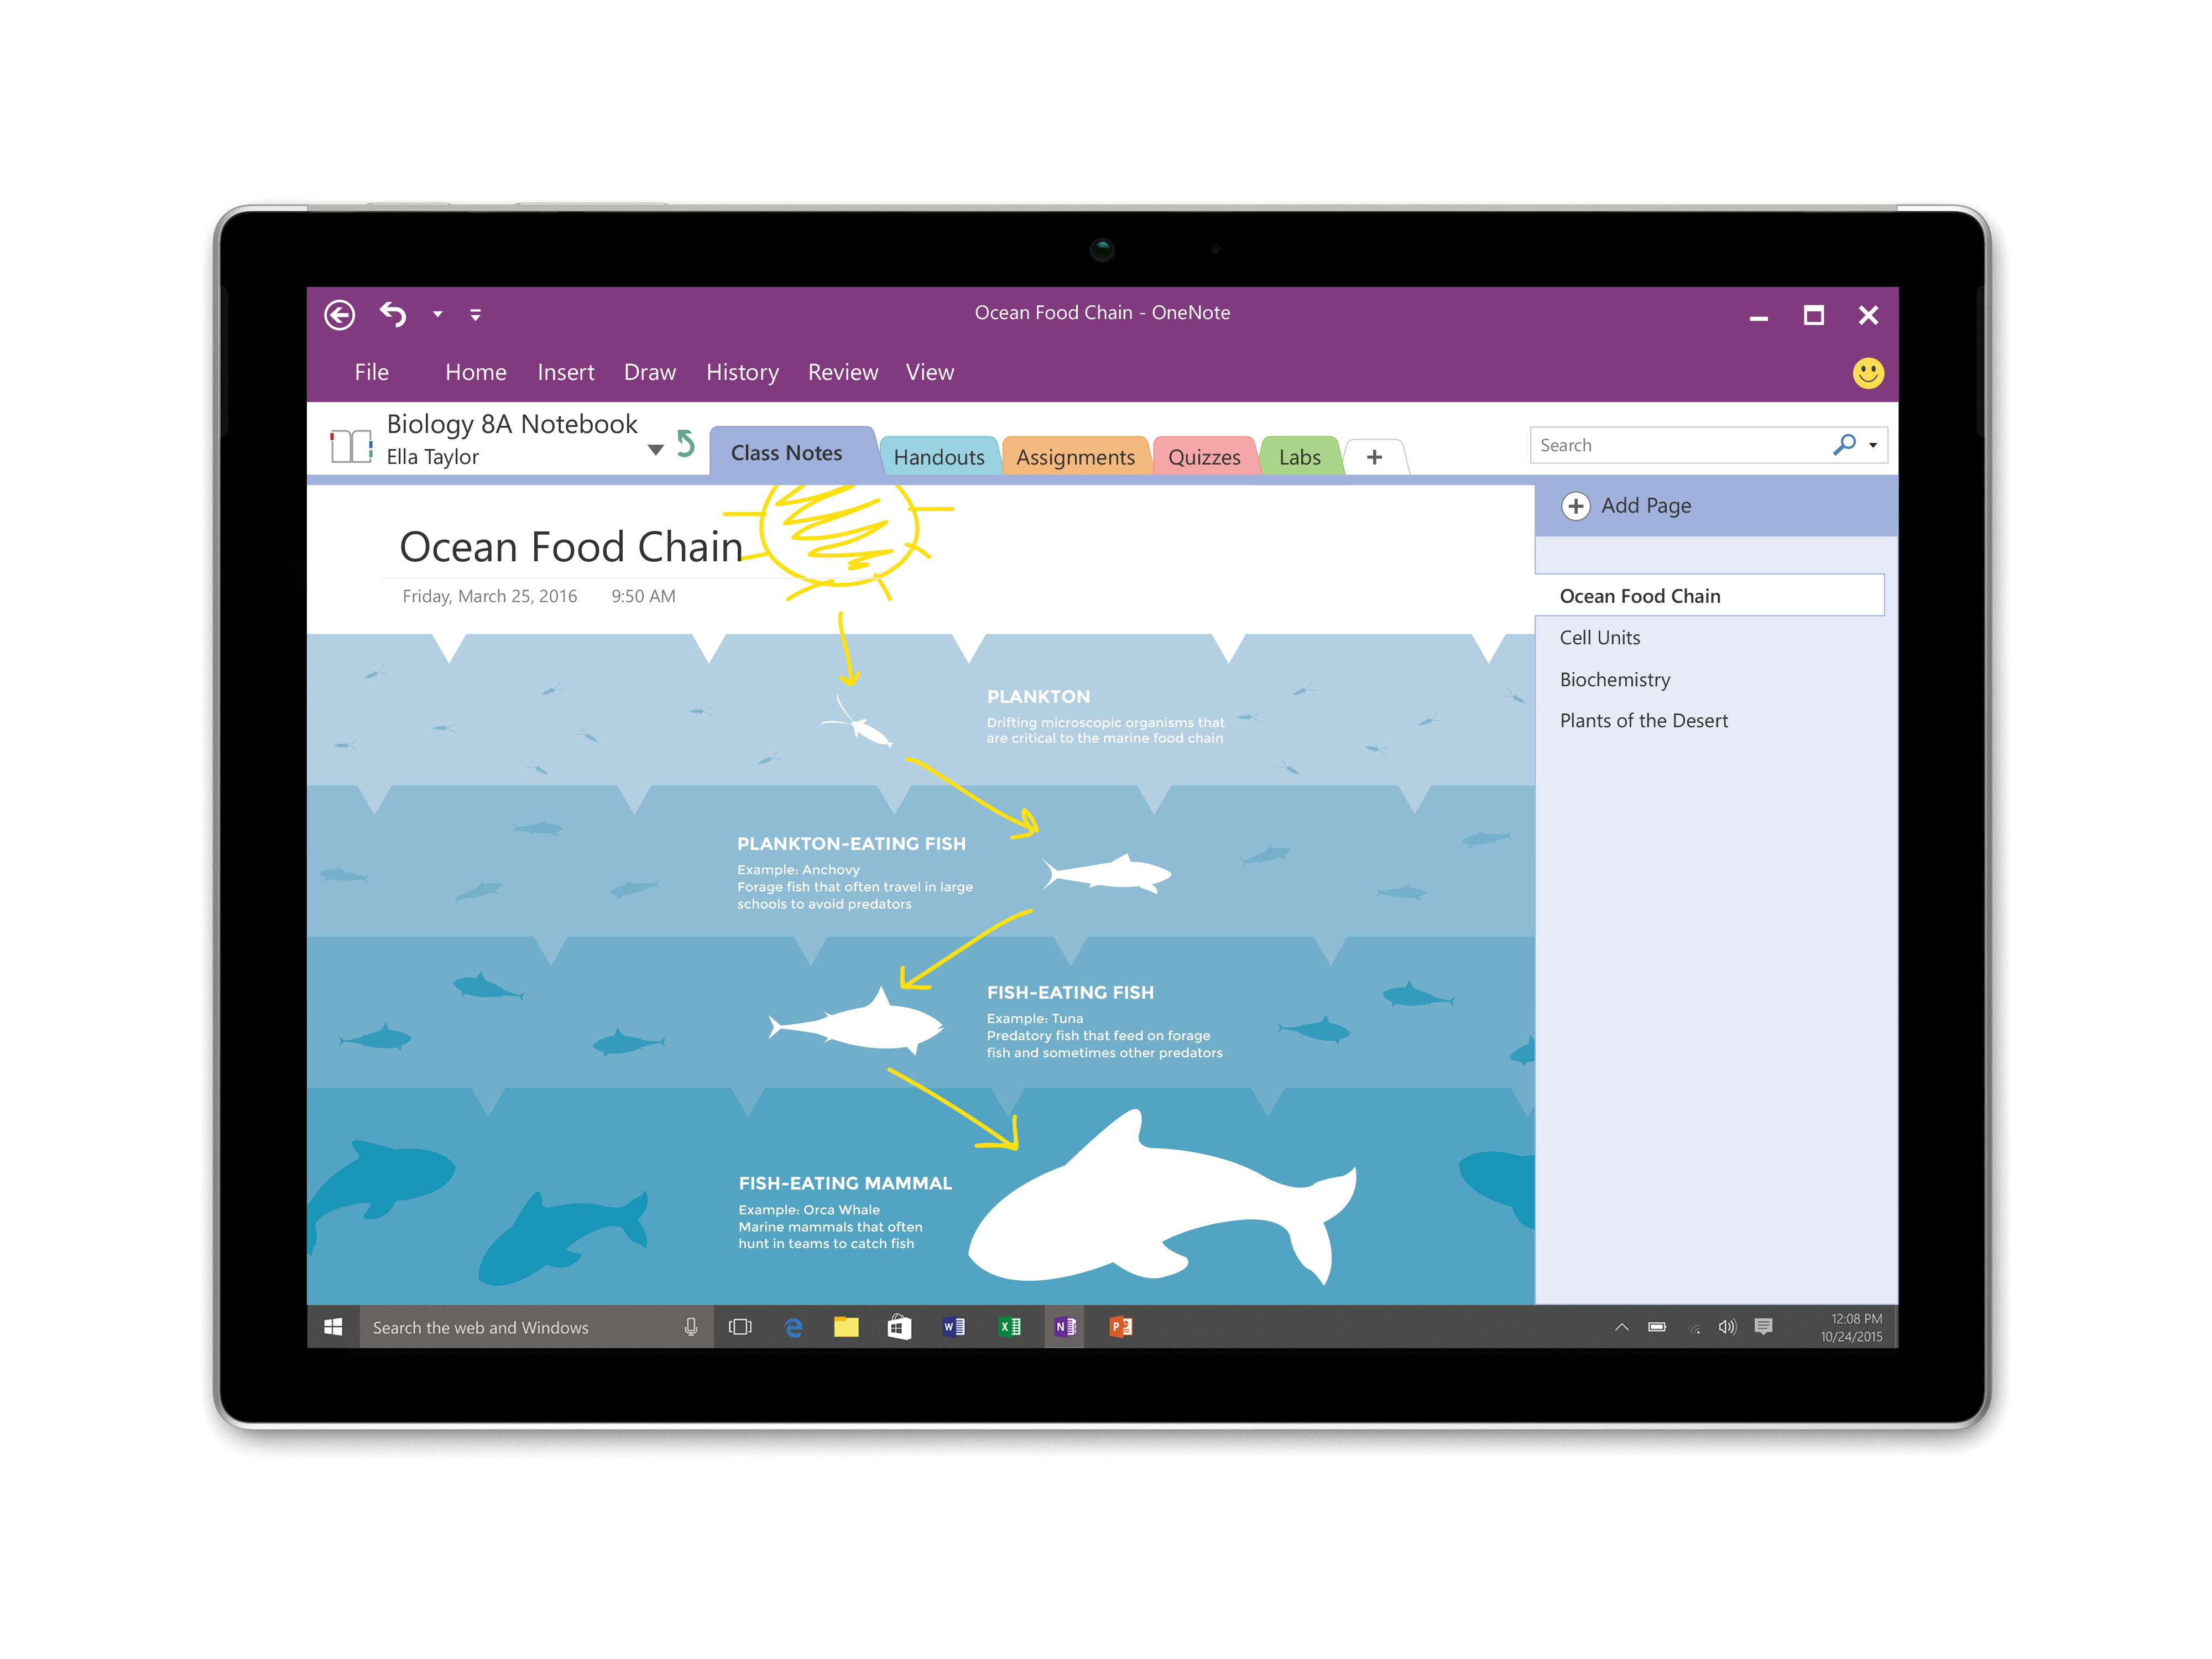 Ocean Food Chain - OneNote
File Home Insert Draw History Review View
Biology 8A Notebook
Ella Taylor
Class Notes Handouts Assignments Quizzes Labs +
Search
Add Page
Ocean Food Chain
Friday, March 25, 2016 9:50 AM
Ocean Food Chain
Cell Units
Biochemistry
Plants of the Desert
PLANKTON
Drifting microscopic organisms that
are critical to the marine food chain
PLANKTON-EATING FISH
Example: Anchovy
Forage fish that often travel in large
schools to avoid predators
FISH-EATING FISH
Example: Tuna
Predatory fish that feed on forage
fish and sometimes other predators
FISH-EATING MAMMAL
Example: Orca Whale
Marine mammals that often
hunt in teams to catch fish
Search the web and Windows
W
X
N
P
12:08 PM
10/24/2015